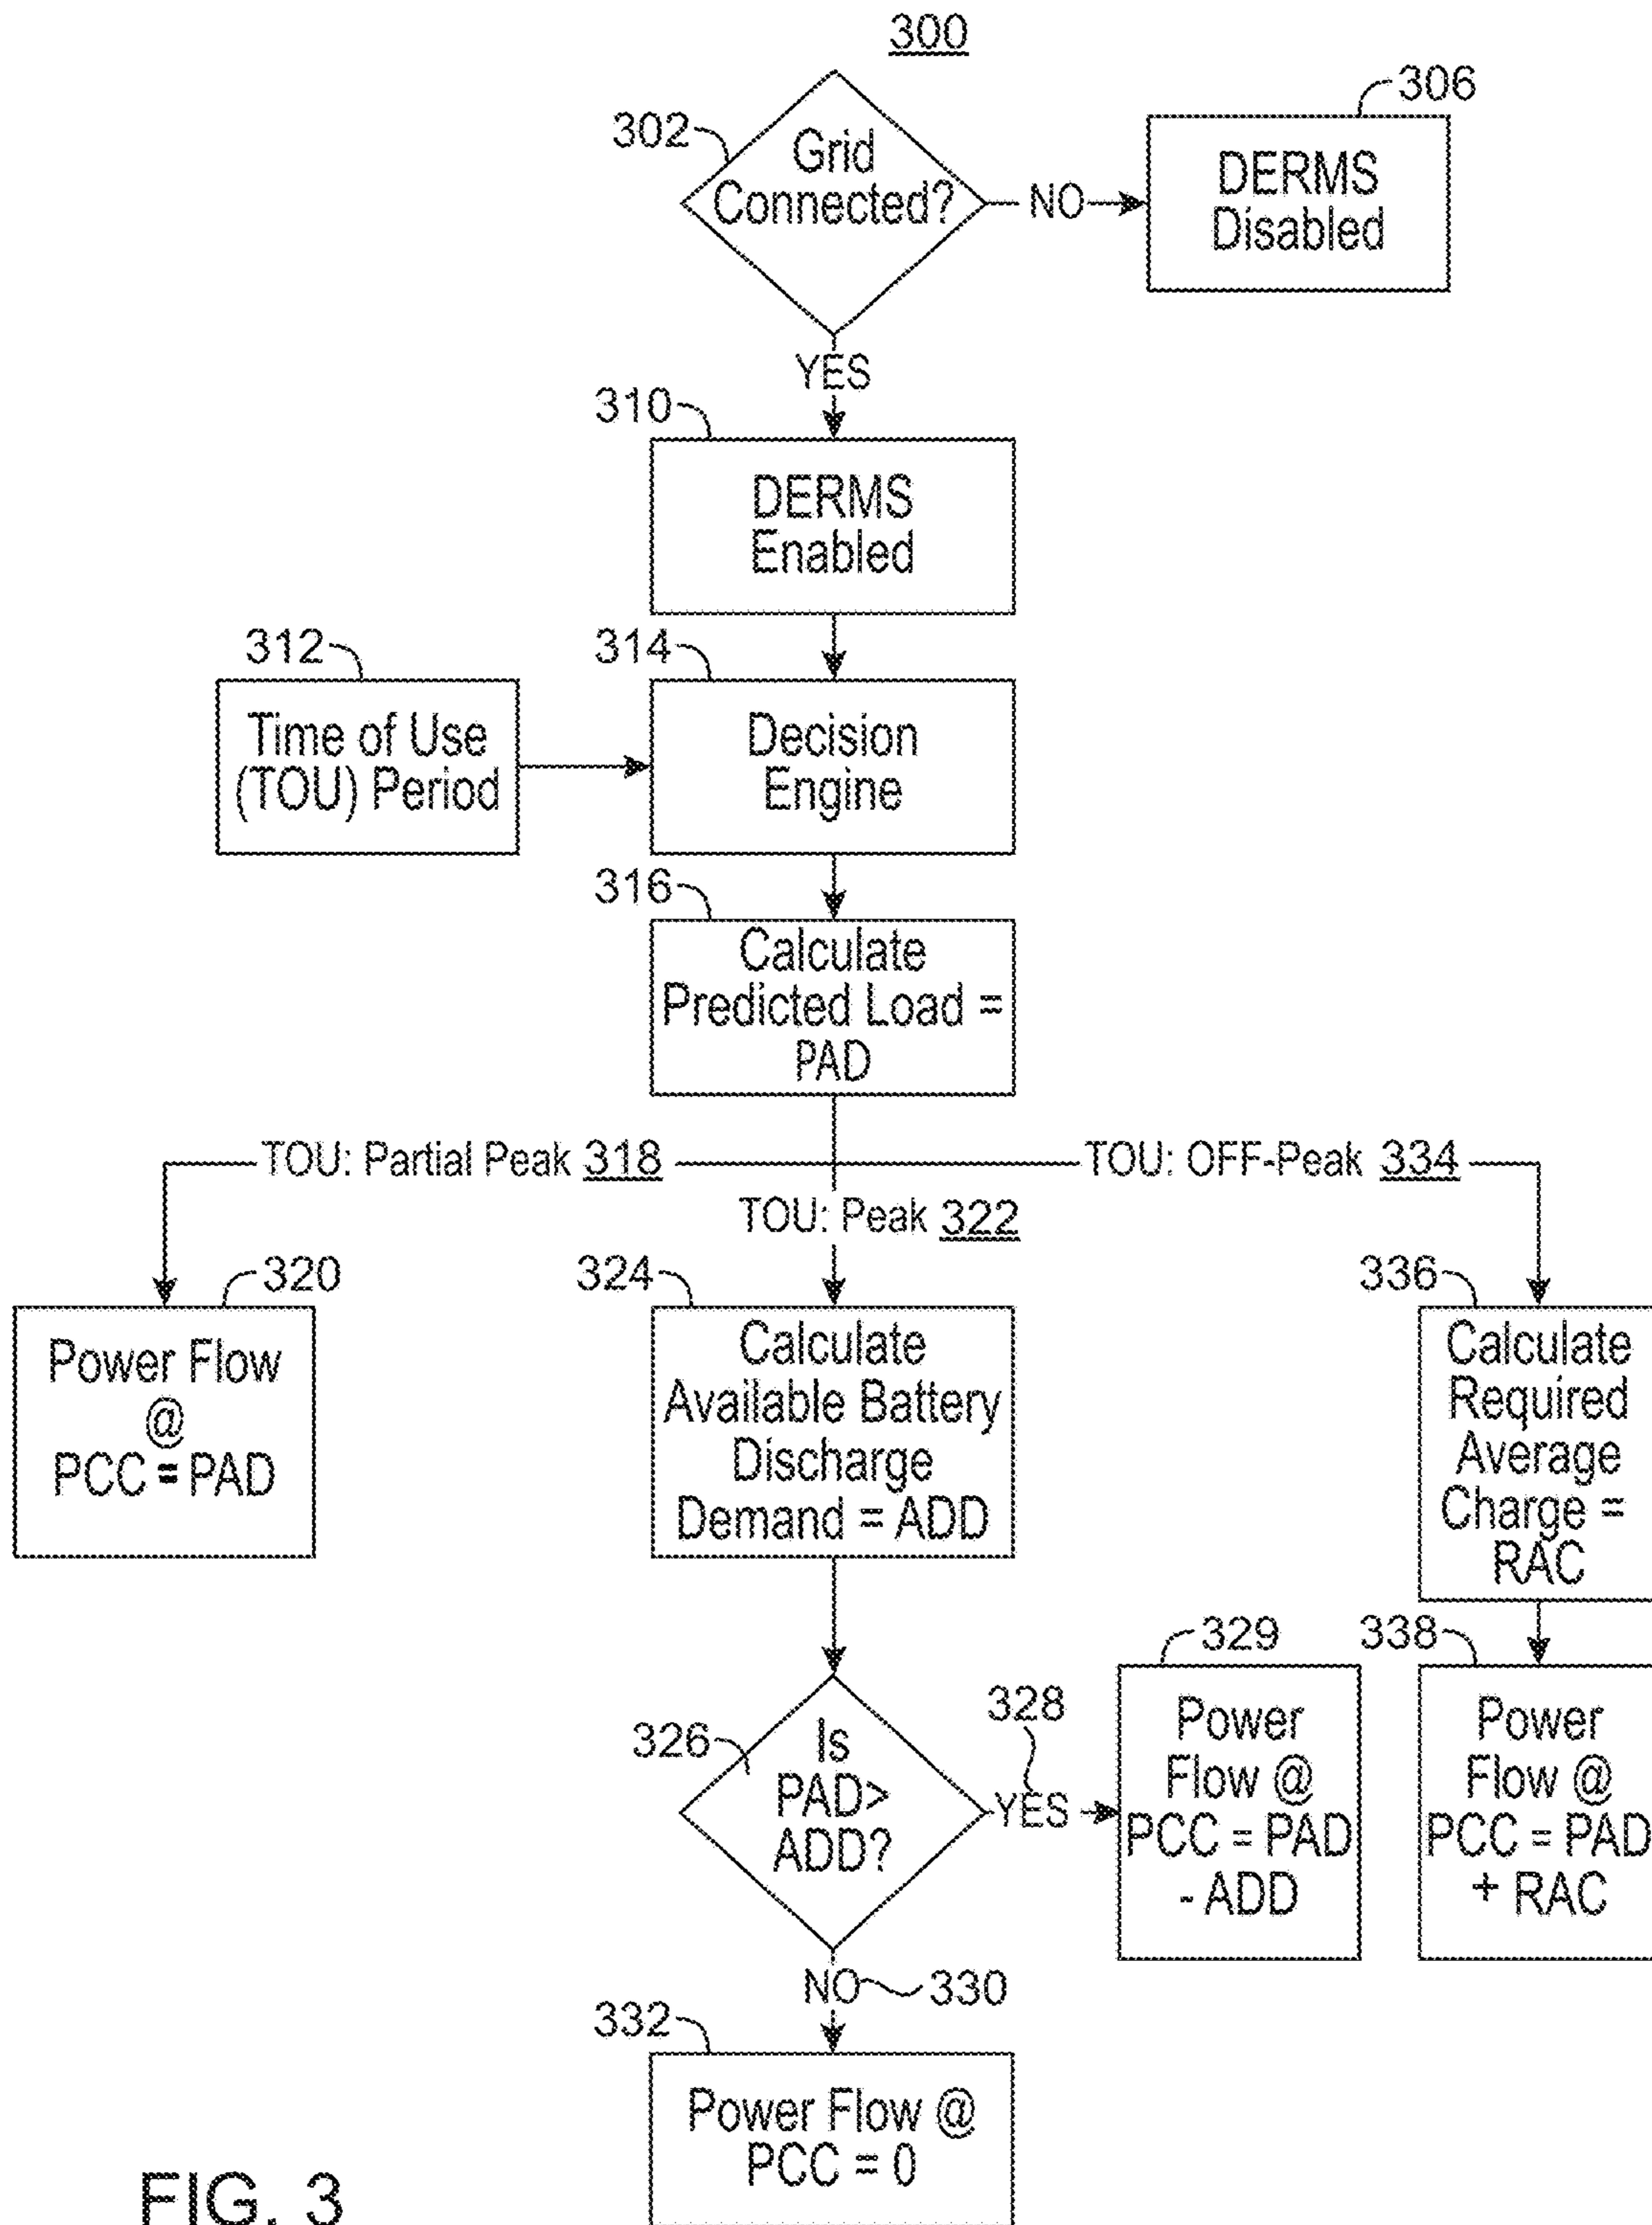 300
302
Grid
Connected?
NO
306
DERMS
Disabled
YES
310
DERMS
Enabled
312
Time of Use
(TOU) Period
314
Decision
Engine
316
Calculate
Predicted Load =
PAD
TOU: Partial Peak 318
TOU: Peak 322
TOU: OFF-Peak 334
320
Power Flow
@
PCC = PAD
324
Calculate
Available Battery
Discharge
Demand = ADD
336
Calculate
Required
Average
Charge =
RAC
326
Is
PAD>
ADD?
328
YES
329
Power
Flow @
PCC = PAD
- ADD
338
Power
Flow @
PCC = PAD
+ RAC
NO
330
332
Power Flow @
PCC = 0
FIG. 3